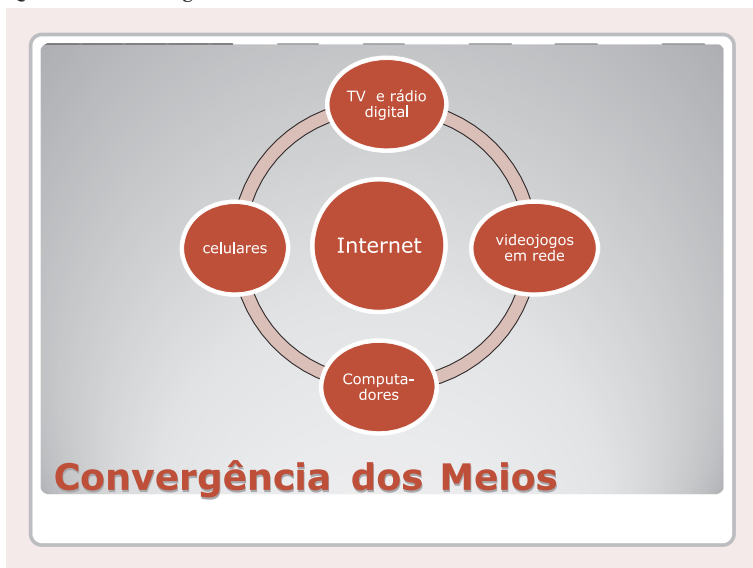 TV e rádio
digital
celulares
Internet
videojogos
em rede
Computa-
dores
Convergência dos Meios